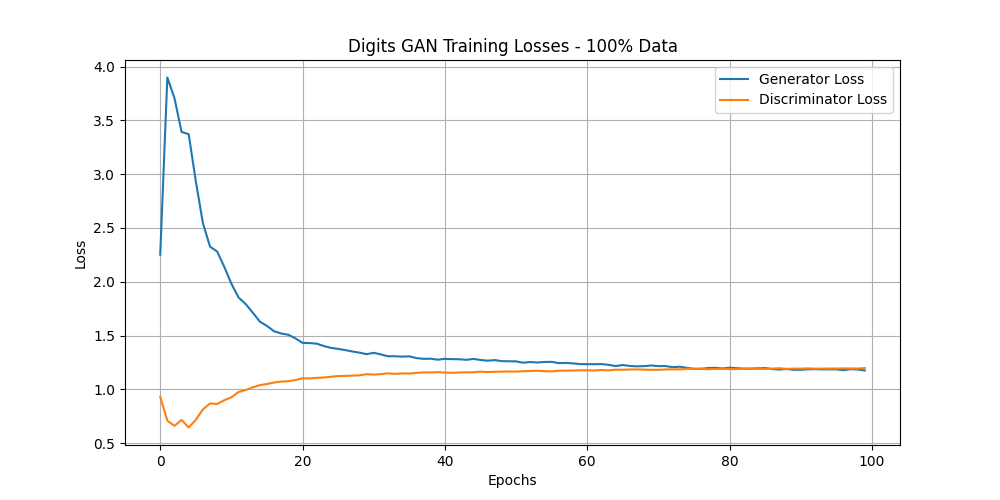 Digits GAN Training Losses - 100% Data
Generator Loss
Discriminator Loss
Loss
4.0
3.5
3.0
2.5
2.0
1.5
1.0
0.5
0 20 40 60 80 100
Epochs